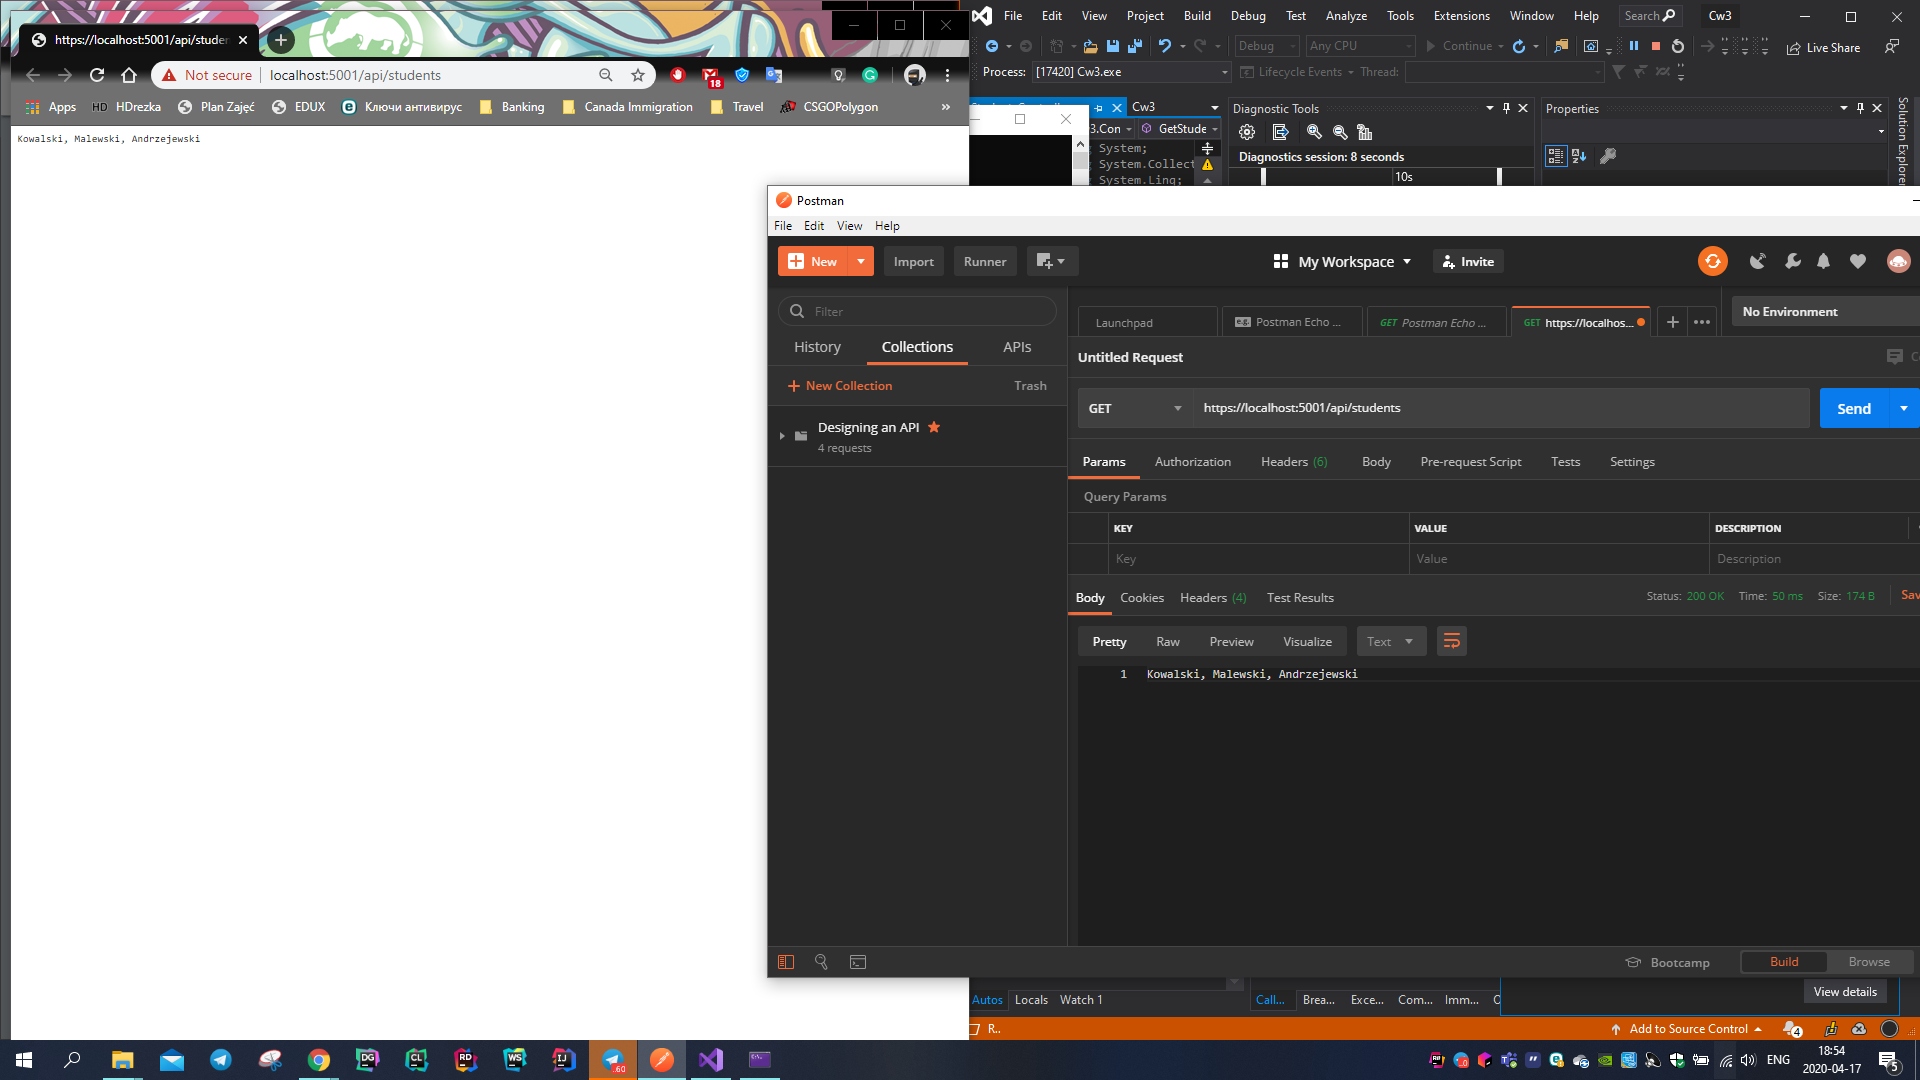 https://localhost:5001/api/studen
Not secure
localhost:5001/api/students
18
Apps
HD HDrezka
Plan Zajęć
EDUX
Ключи антивирус
Banking
Canada Immigration
Travel
CSGOPolygon
»
Kowalski, Malewski, Andrzejewski
File Edit View Project Build Debug Test Analyze Tools Extensions Window Help
Search
Cw3
Debug
Any CPU
Continue
Live Share
Process: [17420] Cw3.exe
Lifecycle Events
Thread:
Cw3
3.Con
GetStude
System;
System.Collect
System.Linq;
Diagnostic Tools
Diagnostics session: 8 seconds
10s
Properties
Solution Explorer
Postman
File Edit View Help
New
Import
Runner
My Workspace
Invite
Filter
History
Collections
APIs
New Collection
Trash
Designing an API
4 requests
Launchpad
Postman Echo ...
GET Postman Echo ...
GET https://localhos...
No Environment
Untitled Request
GET
https://localhost:5001/api/students
Send
Params
Authorization
Headers (6)
Body
Pre-request Script
Tests
Settings
Query Params
KEY
VALUE
DESCRIPTION
Key
Value
Description
Body
Cookies
Headers (4)
Test Results
Status: 200 OK
Time: 50 ms
Size: 174 B
Sav
Pretty
Raw
Preview
Visualize
Text
1 Kowalski, Malewski, Andrzejewski
Bootcamp
Build
Browse
Autos
Locals
Watch 1
Call...
Brea...
Exce...
Com...
Imm...
View details
R..
Add to Source Control
4
DG
CL
RD
WS
IJ
60
ENG
18:54
2020-04-17
5